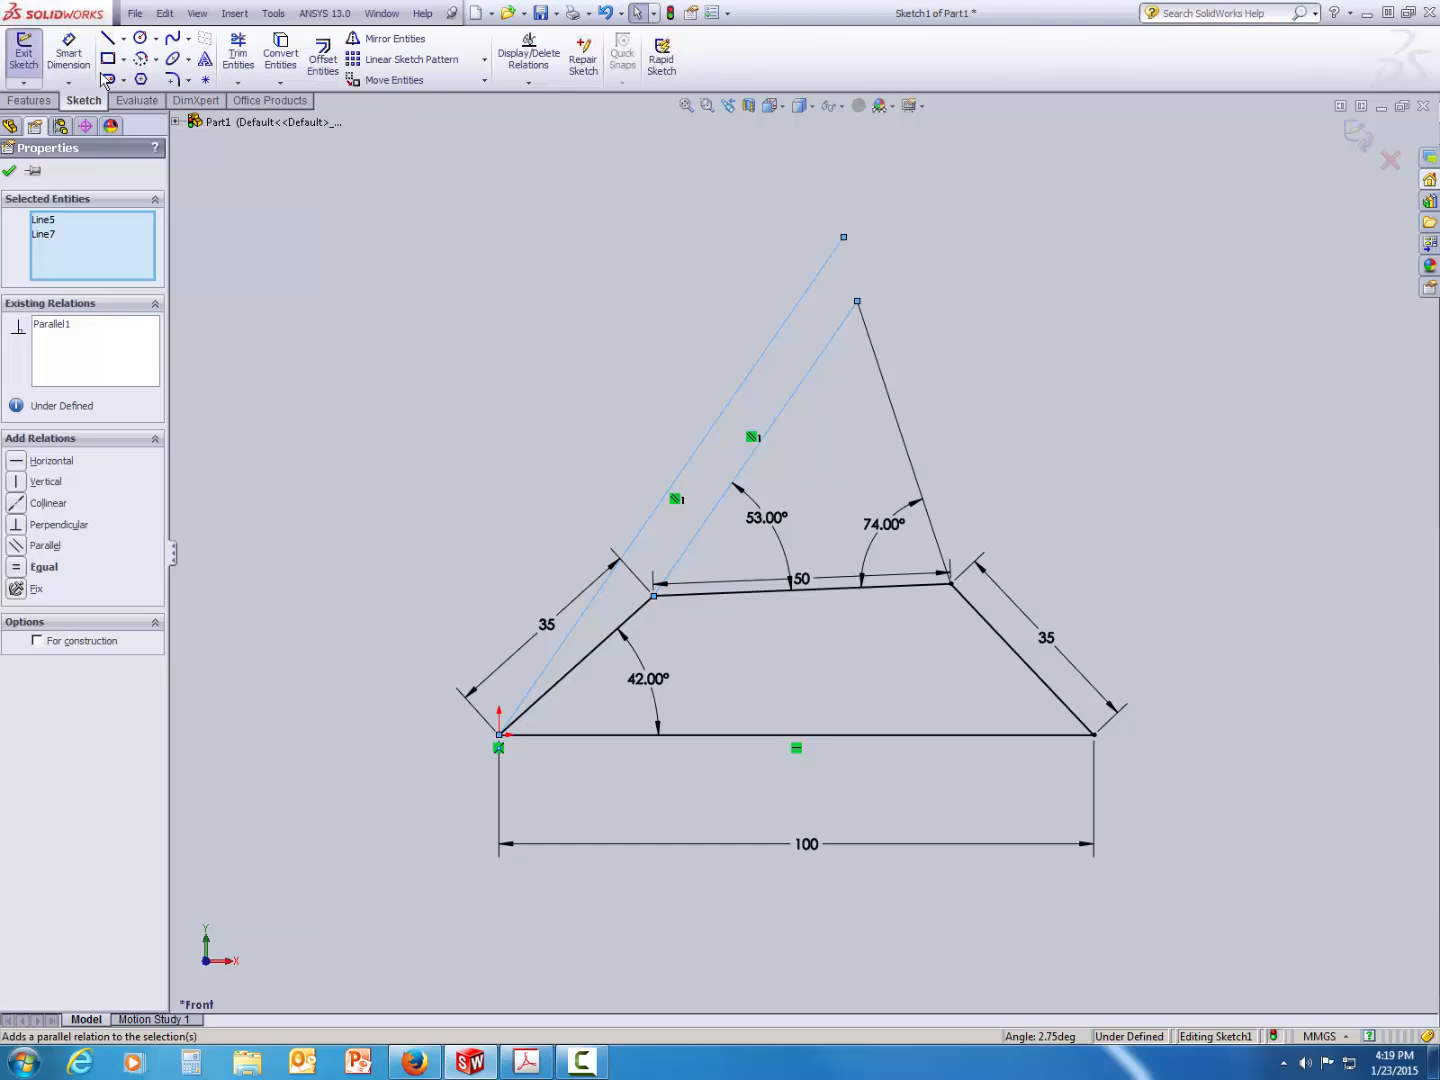 SOLIDWORKS File Edit View Insert Tools ANSYS 13.0 Window Help Sketch1 of Part1 * Search SolidWorks Help
Exit Sketch
Smart Dimension
Trim Entities
Convert Entities
Offset Entities
Mirror Entities
Linear Sketch Pattern
Move Entities
Display/Delete Relations
Repair Sketch
Quick Snaps
Rapid Sketch
Features Sketch Evaluate DimXpert Office Products
Part1 (Default<<Default>_...
Properties ?
Selected Entities
Line5
Line7
Existing Relations
Parallel1
Under Defined
Add Relations
Horizontal
Vertical
Collinear
Perpendicular
Parallel
Equal
Fix
Options
For construction
1
1
53.00°
74.00°
50
35
35
42.00°
100
Y
X
*Front
Model Motion Study 1
Adds a parallel relation to the selection(s) Angle: 2.75deg Under Defined Editing Sketch1 MMGS
4:19 PM
1/23/2015